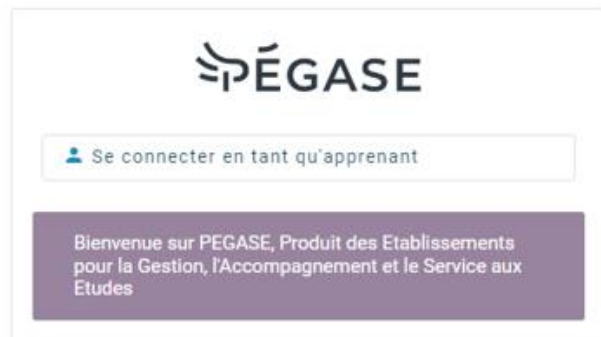 PÉGASE
Se connecter en tant qu'apprenant
Bienvenue sur PEGASE, Produit des Etablissements
pour la Gestion, l'Accompagnement et le Service aux
Etudes